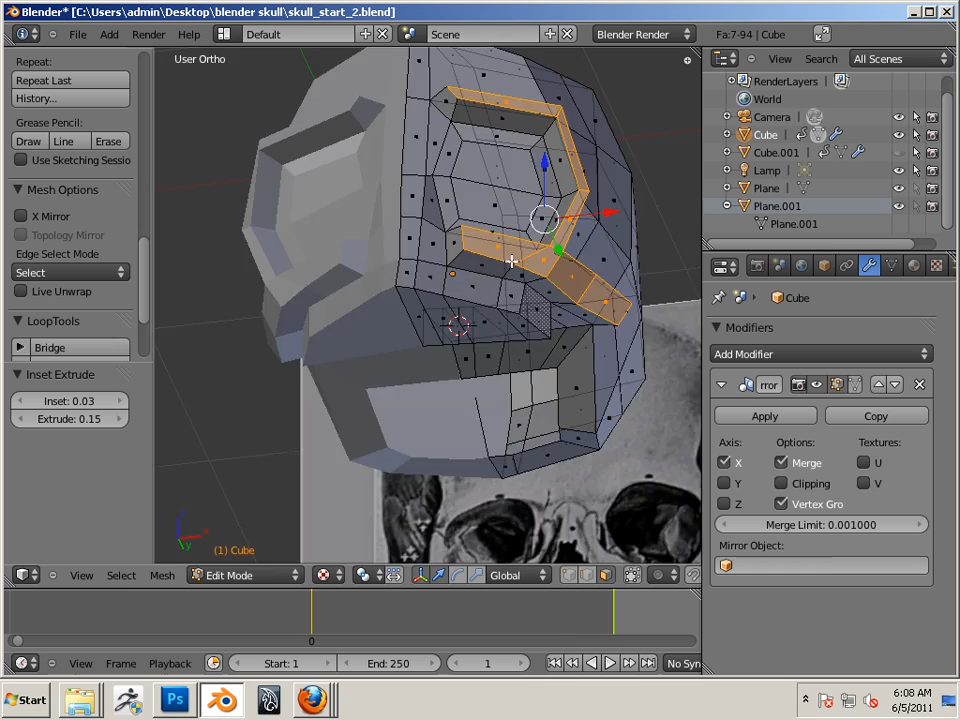 Blender* [C:\Users\admin\Desktop\blender skull\skull_start_2.blend]
File Add Render Help Default Scene Blender Render Fa:7-94 | Cube
Repeat:
Repeat Last
History...
Grease Pencil:
Draw Line Erase
Use Sketching Sessio
Mesh Options
X Mirror
Topology Mirror
Edge Select Mode
Select
Live Unwrap
LoopTools
Bridge
Inset Extrude
Inset: 0.03
Extrude: 0.15
User Ortho
(1) Cube
View Search All Scenes
RenderLayers
World
Camera
Cube
Cube.001
Lamp
Plane
Plane.001
Plane.001
Cube
Modifiers
Add Modifier
rror
Apply Copy
Axis: Options: Textures:
X Merge U
Y Clipping V
Z Vertex Gro
Merge Limit: 0.001000
Mirror Object:
View Select Mesh Edit Mode Global
0
View Frame Playback Start: 1 End: 250 1 No Syn
Start Ps 6:08 AM
6/5/2011